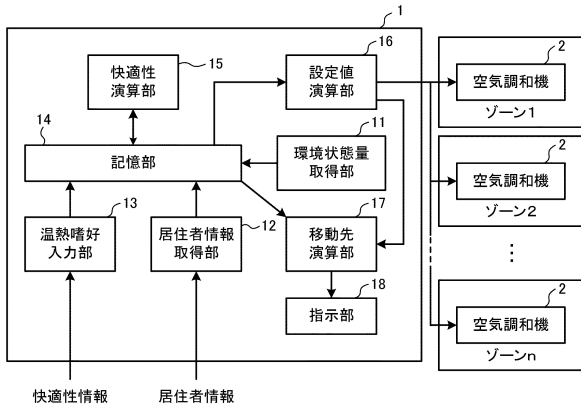 1
15
快適性
演算部
16
設定値
演算部
14
記憶部
11
環境状態量
取得部
13
温熱嗜好
入力部
12
居住者情報
取得部
17
移動先
演算部
18
指示部
快適性情報
居住者情報
2
空気調和機
ゾーン1
2
空気調和機
ゾーン2
⋮
2
空気調和機
ゾーンn